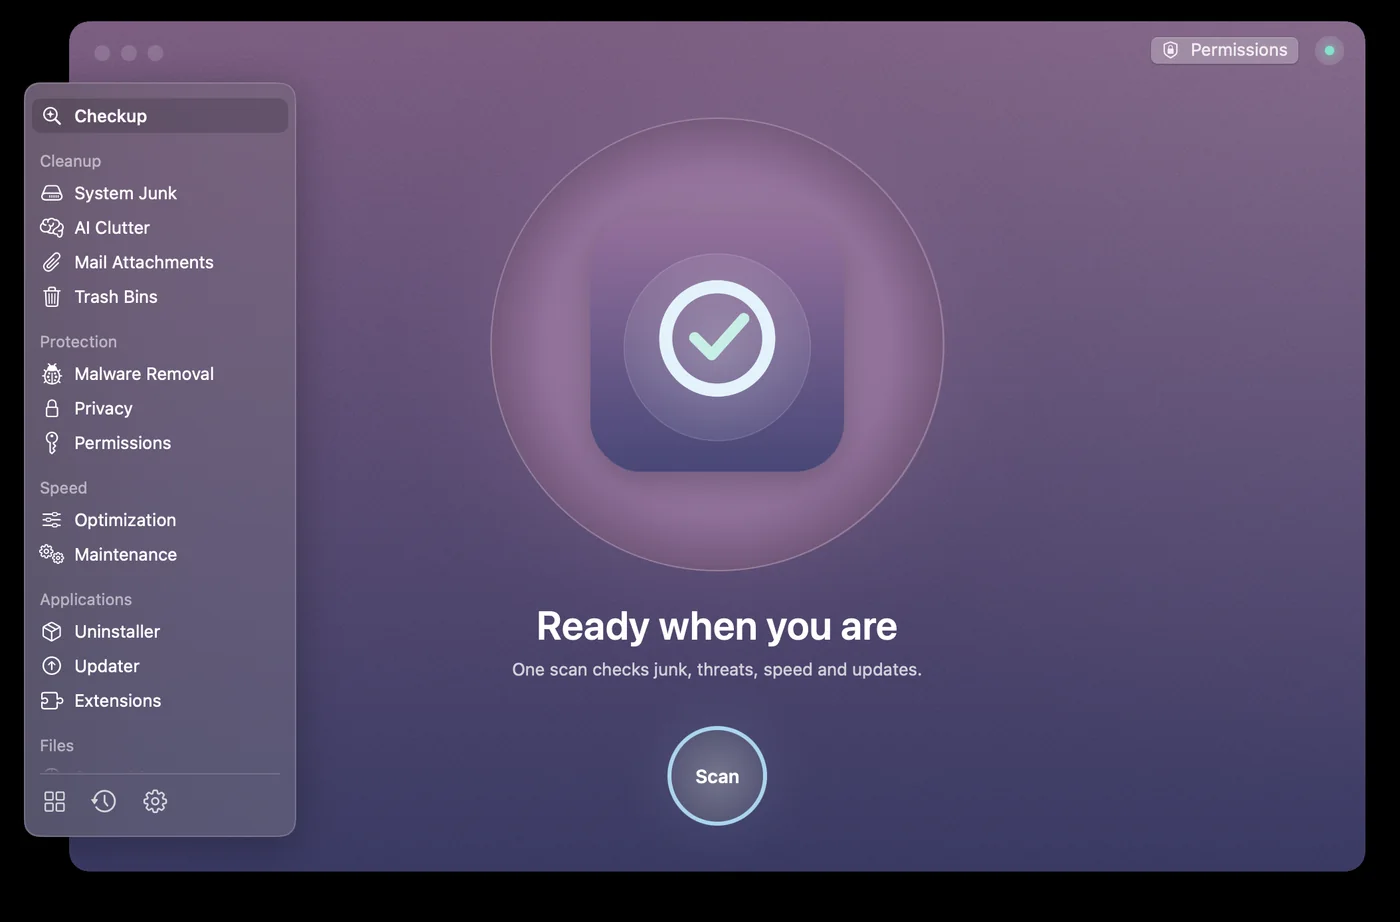 Permissions
Checkup
Cleanup
System Junk
AI Clutter
Mail Attachments
Trash Bins
Protection
Malware Removal
Privacy
Permissions
Speed
Optimization
Maintenance
Applications
Uninstaller
Updater
Extensions
Files
Ready when you are
One scan checks junk, threats, speed and updates.
Scan